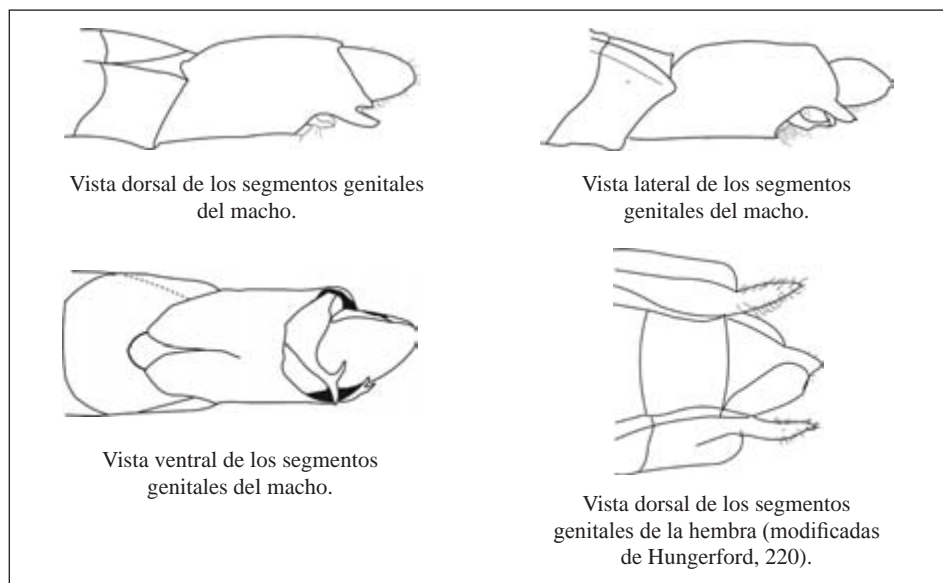 Vista dorsal de los segmentos genitales
del macho.
Vista lateral de los segmentos
genitales del macho.
Vista ventral de los segmentos
genitales del macho.
Vista dorsal de los segmentos
genitales de la hembra (modificadas
de Hungerford, 220).